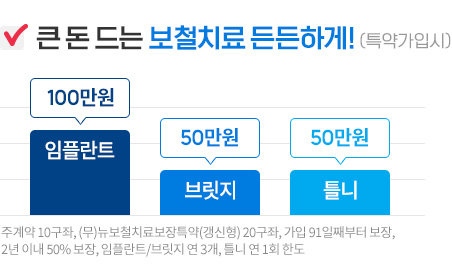 큰 돈 드는 보철치료 든든하게! (특약가입시)
100만원
임플란트
50만원
브릿지
50만원
틀니
주계약 10구좌, (무)뉴보철치료보장특약(갱신형) 20구좌, 가입 91일째부터 보장,
2년 이내 50% 보장, 임플란트/브릿지 연 3개, 틀니 연 1회 한도